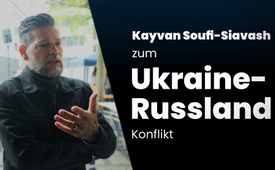 Kayvan Soufi-Siavash
zum
Ukraine-
Russland
Konflikt